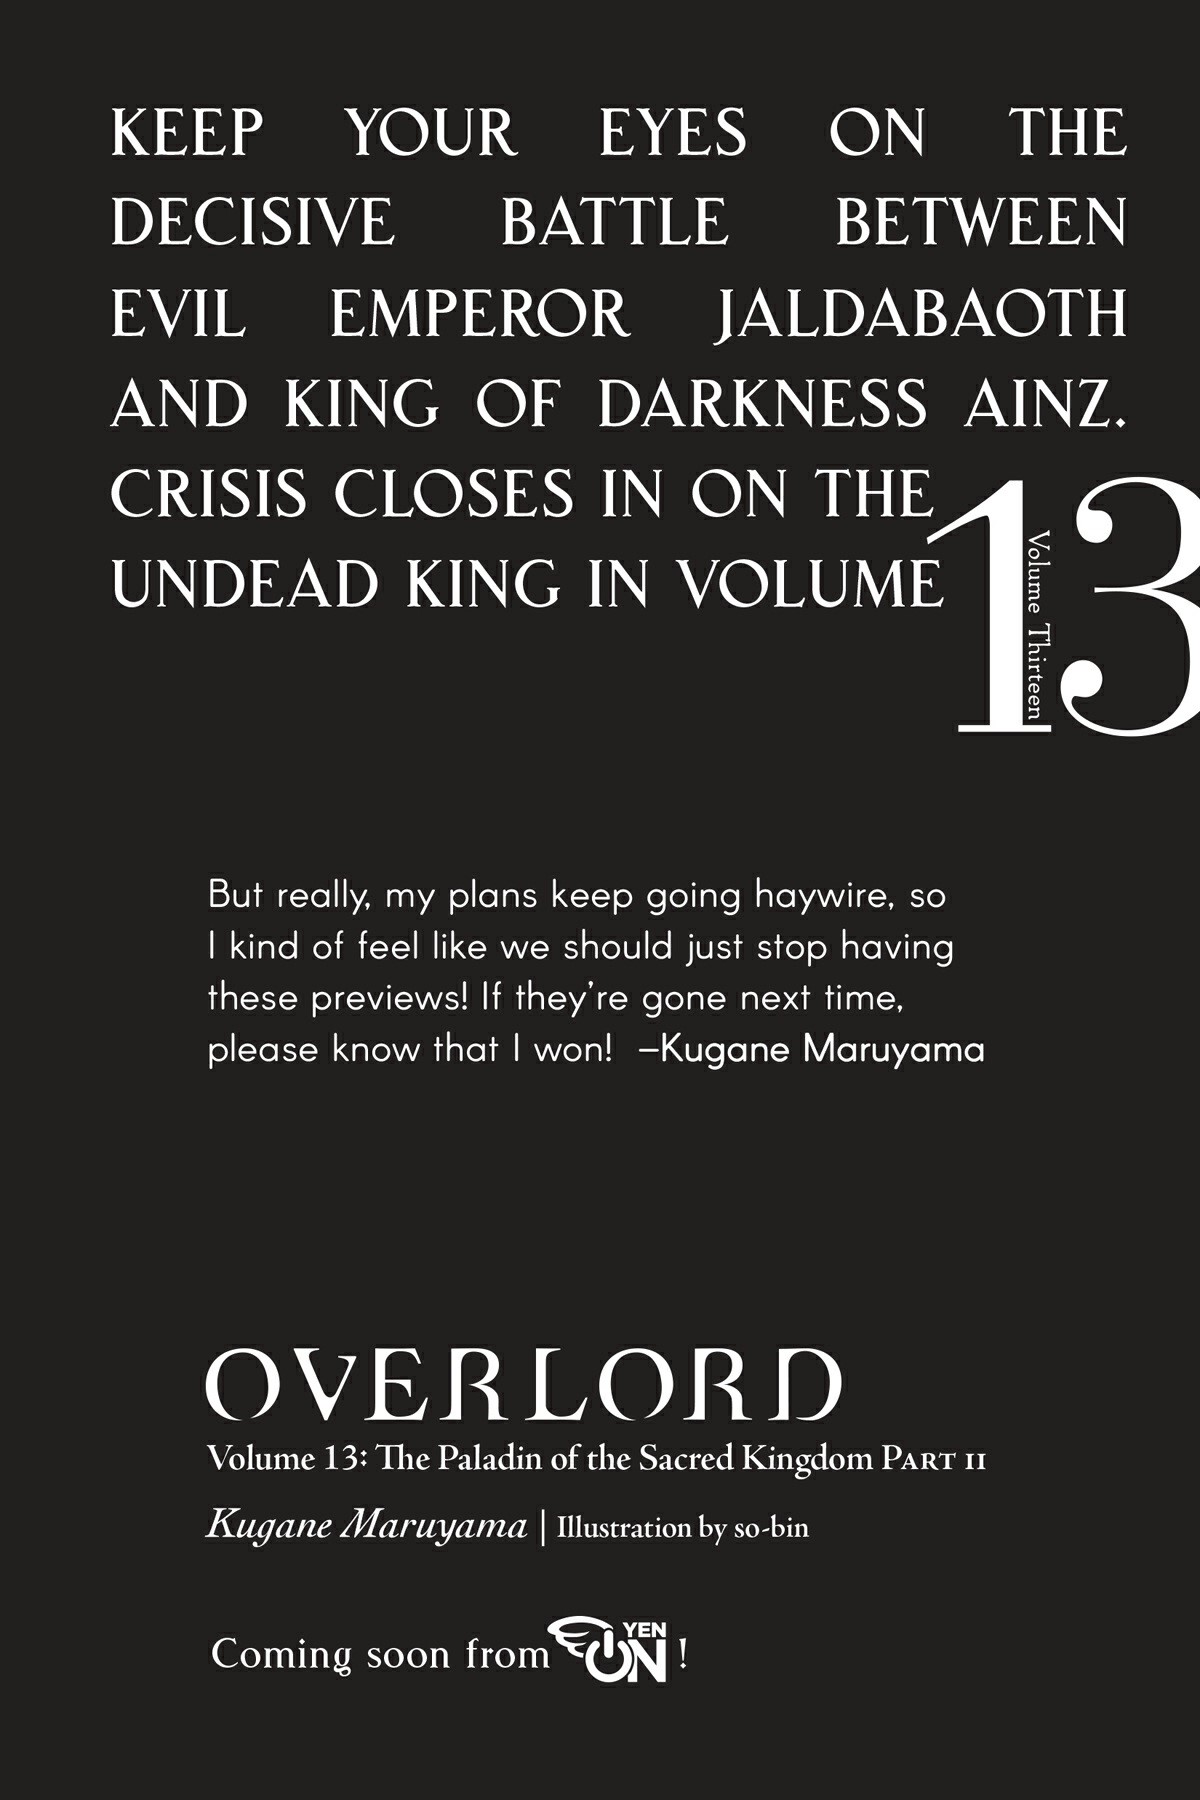 KEEP YOUR EYES ON THE
DECISIVE BATTLE BETWEEN
EVIL EMPEROR JALDABAOTH
AND KING OF DARKNESS AINZ.
CRISIS CLOSES IN ON THE
UNDEAD KING IN VOLUME
13
Volume Thirteen
But really, my plans keep going haywire, so
I kind of feel like we should just stop having
these previews! If they’re gone next time,
please know that I won! –Kugane Maruyama
OVERLORD
Volume 13: The Paladin of the Sacred Kingdom PART II
Kugane Maruyama | Illustration by so-bin
Coming soon from YEN ON !